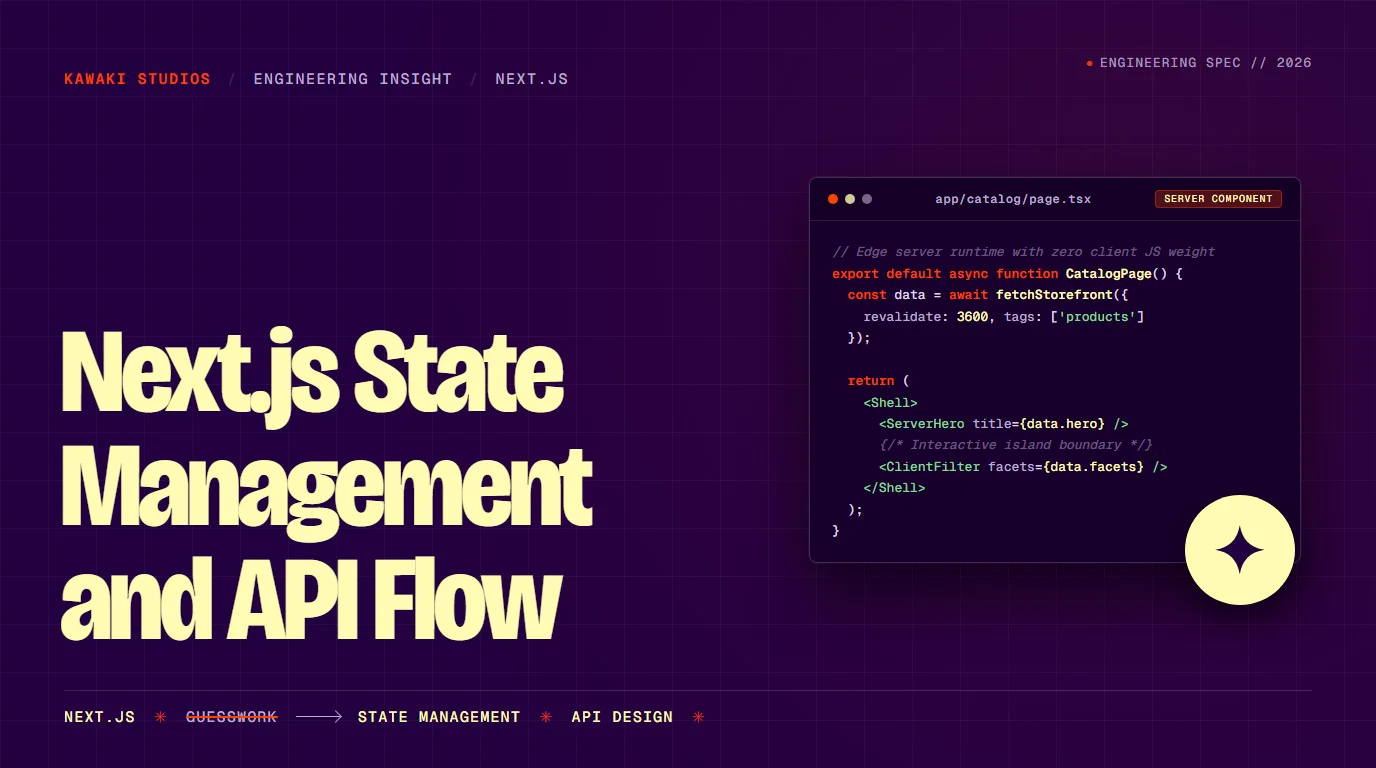 KAWAKI STUDIOS / ENGINEERING INSIGHT / NEXT.JS
ENGINEERING SPEC // 2026
app/catalog/page.tsx
SERVER COMPONENT
// Edge server runtime with zero client JS weight
export default async function CatalogPage() {
  const data = await fetchStorefront({
    revalidate: 3600, tags: ['products']
  });
  return (
    <Shell>
      <ServerHero title={data.hero} />
      {/* Interactive island boundary */}
      <ClientFilter facets={data.facets} />
    </Shell>
  );
}
Next.js State
Management
and API Flow
NEXT.JS ✳ GUESSWORK → STATE MANAGEMENT ✳ API DESIGN ✳